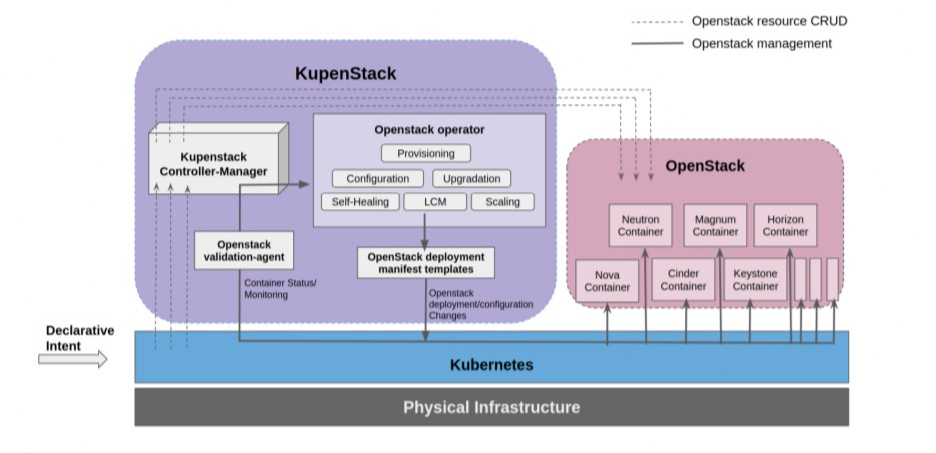 Openstack resource CRUD
Openstack management
KupenStack
Kupenstack
Controller-Manager
Openstack operator
Provisioning
Configuration
Upgradation
Self-Healing
LCM
Scaling
Openstack
validation-agent
OpenStack deployment
manifest templates
Container Status/
Monitoring
Openstack
deployment/configuration
Changes
OpenStack
Neutron
Container
Magnum
Container
Horizon
Container
Nova
Container
Cinder
Container
Keystone
Container
Declarative
Intent
Kubernetes
Physical Infrastructure